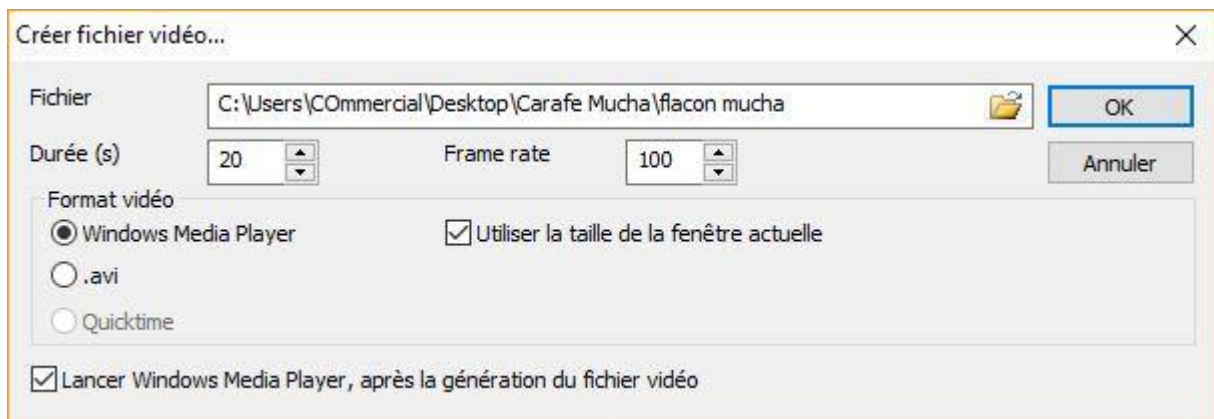 Créer fichier vidéo...
Fichier
C:\Users\COmmercial\Desktop\Carafe Mucha\flacon mucha
OK
Durée (s)
20
Frame rate
100
Annuler
Format vidéo
Windows Media Player
Utiliser la taille de la fenêtre actuelle
.avi
Quicktime
Lancer Windows Media Player, après la génération du fichier vidéo